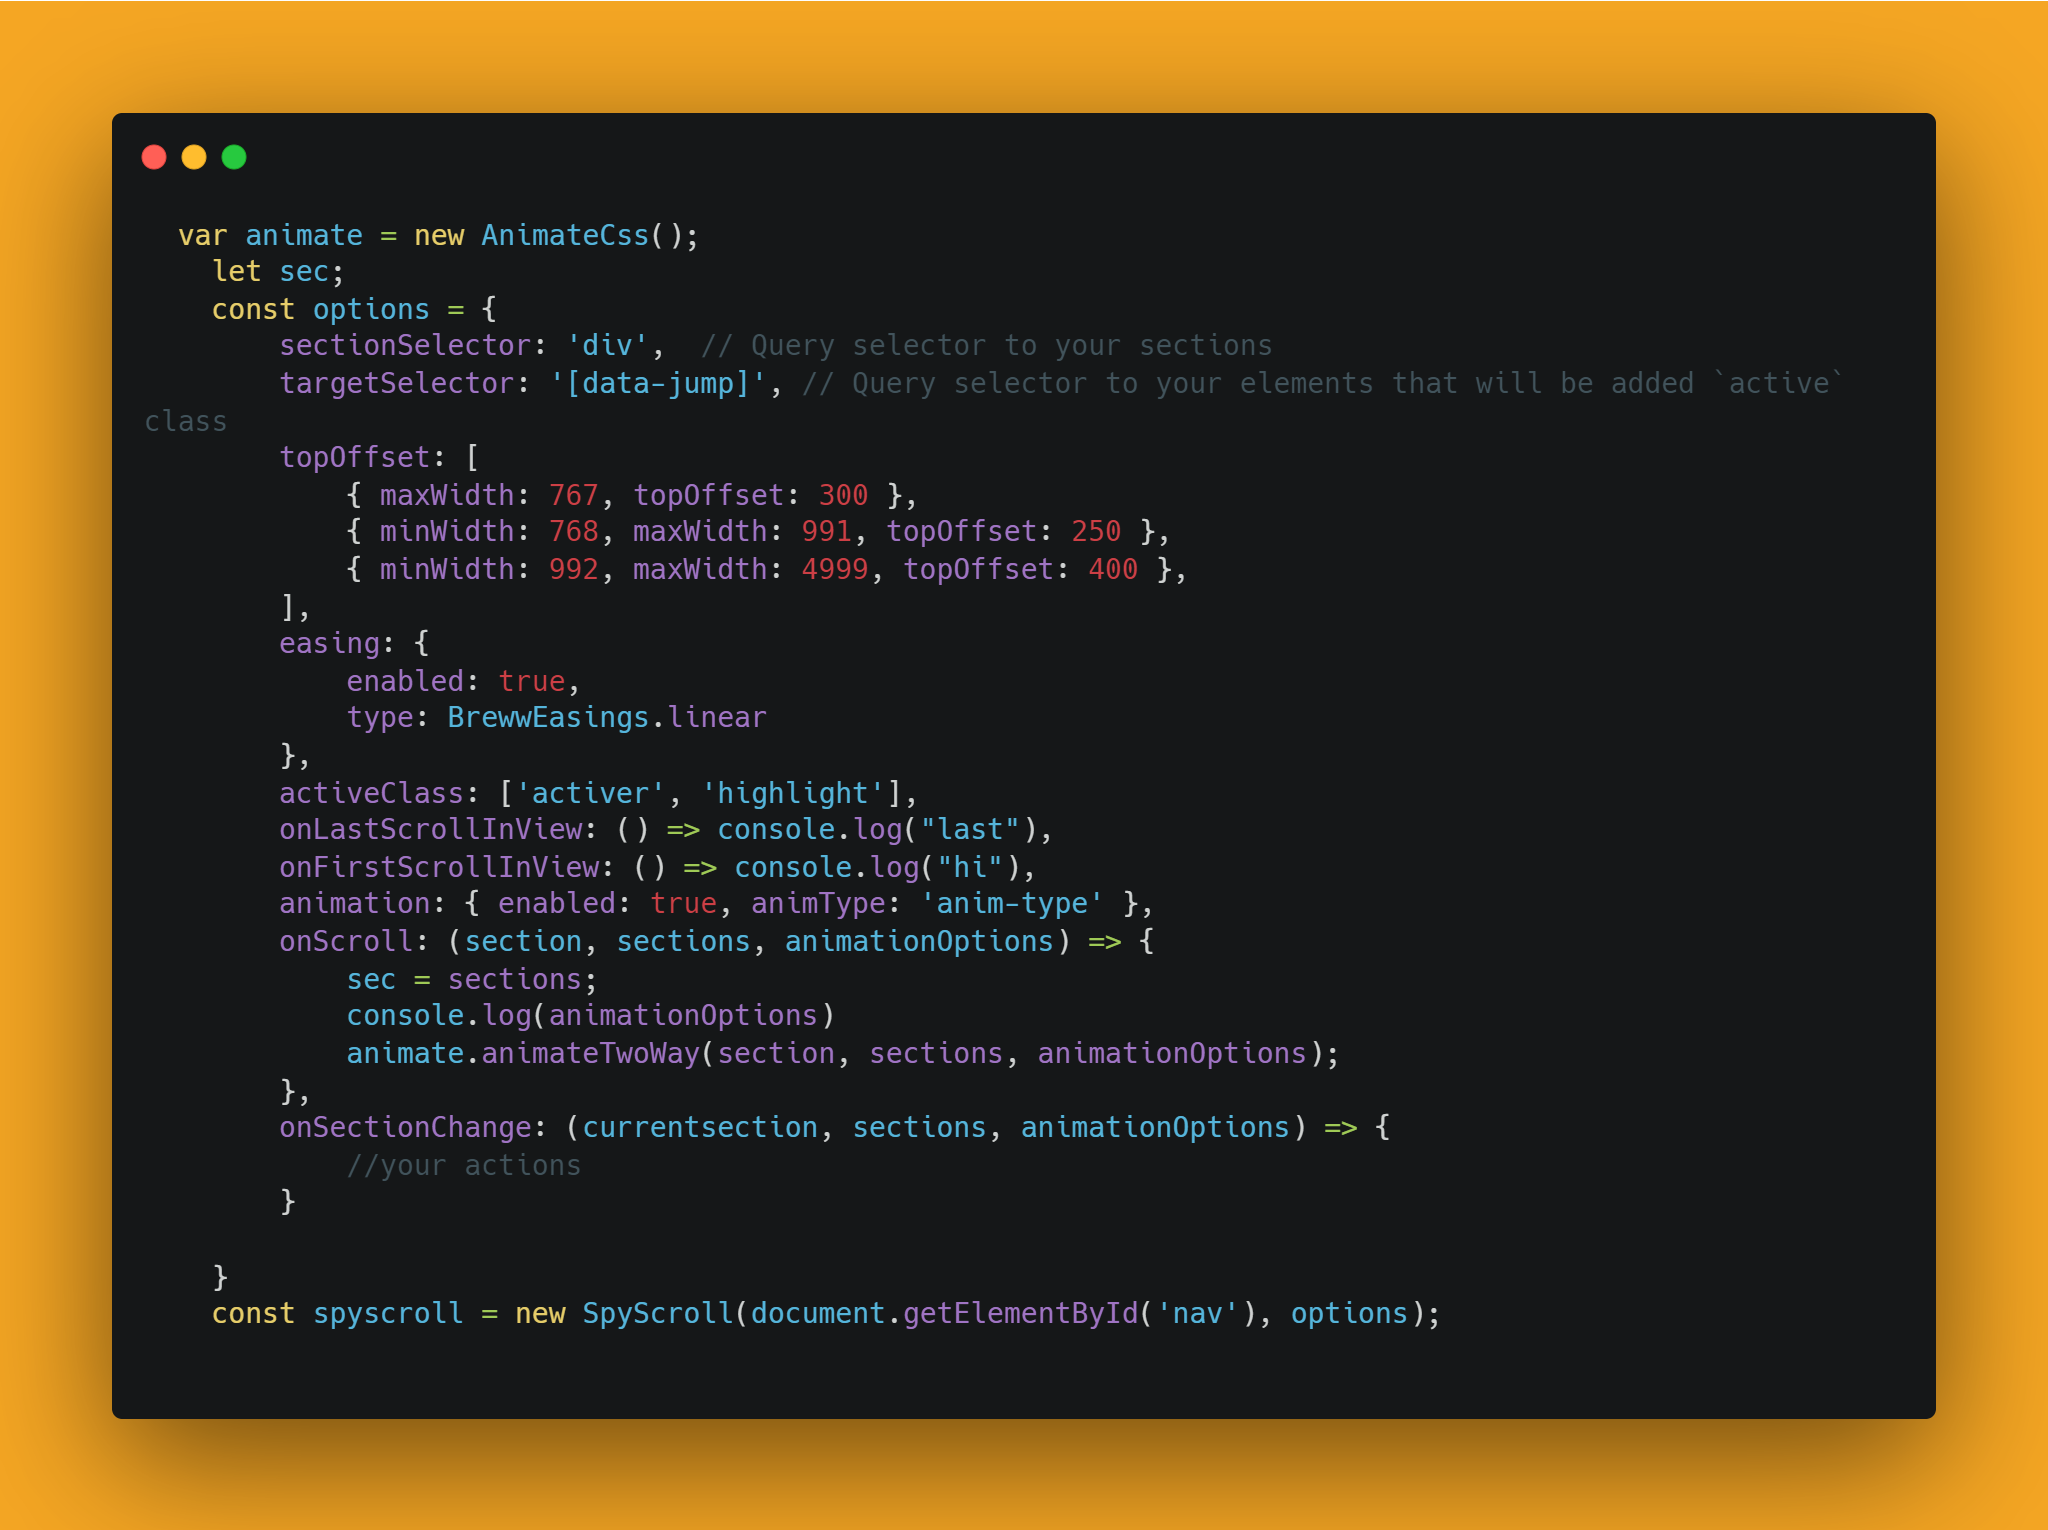 var animate = new AnimateCss();
let sec;
const options = {
sectionSelector: 'div',  // Query selector to your sections
targetSelector: '[data-jump]', // Query selector to your elements that will be added `active`
class
topOffset: [
{ maxWidth: 767, topOffset: 300 },
{ minWidth: 768, maxWidth: 991, topOffset: 250 },
{ minWidth: 992, maxWidth: 4999, topOffset: 400 },
],
easing: {
enabled: true,
type: BrewwEasings.linear
},
activeClass: ['activer', 'highlight'],
onLastScrollInView: () => console.log("last"),
onFirstScrollInView: () => console.log("hi"),
animation: { enabled: true, animType: 'anim-type' },
onScroll: (section, sections, animationOptions) => {
sec = sections;
console.log(animationOptions)
animate.animateTwoWay(section, sections, animationOptions);
},
onSectionChange: (currentsection, sections, animationOptions) => {
//your actions
}
}
const spyscroll = new SpyScroll(document.getElementById('nav'), options);